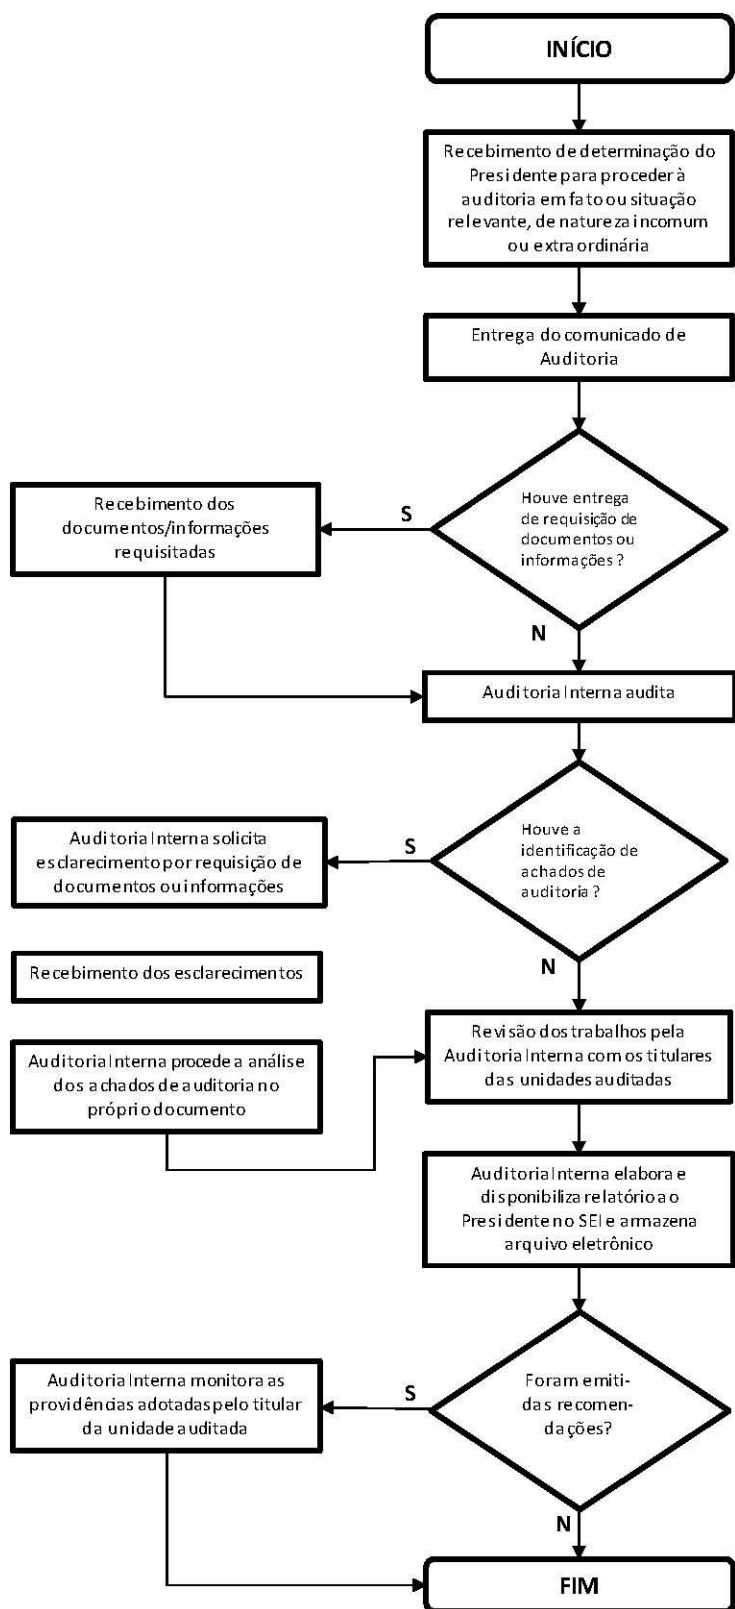 INÍCIO
Recebimento de determinação do
Presidente para proceder à
auditoria em fato ou situação
relevante, de natureza incomum
ou extraordinária
Entrega do comunicado de
Auditoria
Houve entrega
de requisição de
documentos ou
informações ?
S
Recebimento dos
documentos/informações
requisitadas
N
Auditoria Interna audita
Houve a
identificação de
achados de
auditoria ?
S
Auditoria Interna solicita
esclarecimento por requisição de
documentos ou informações
Recebimento dos esclarecimentos
Auditoria Interna procede a análise
dos achados de auditoria no
próprio documento
N
Revisão dos trabalhos pela
Auditoria Interna com os titulares
das unidades auditadas
Auditoria Interna elabora e
disponibiliza relatório ao
Presidente no SEI e armazena
arquivo eletrônico
Foram emiti-
das recomen-
dações?
S
Auditoria Interna monitora as
providências adotadas pelo titular
da unidade auditada
N
FIM